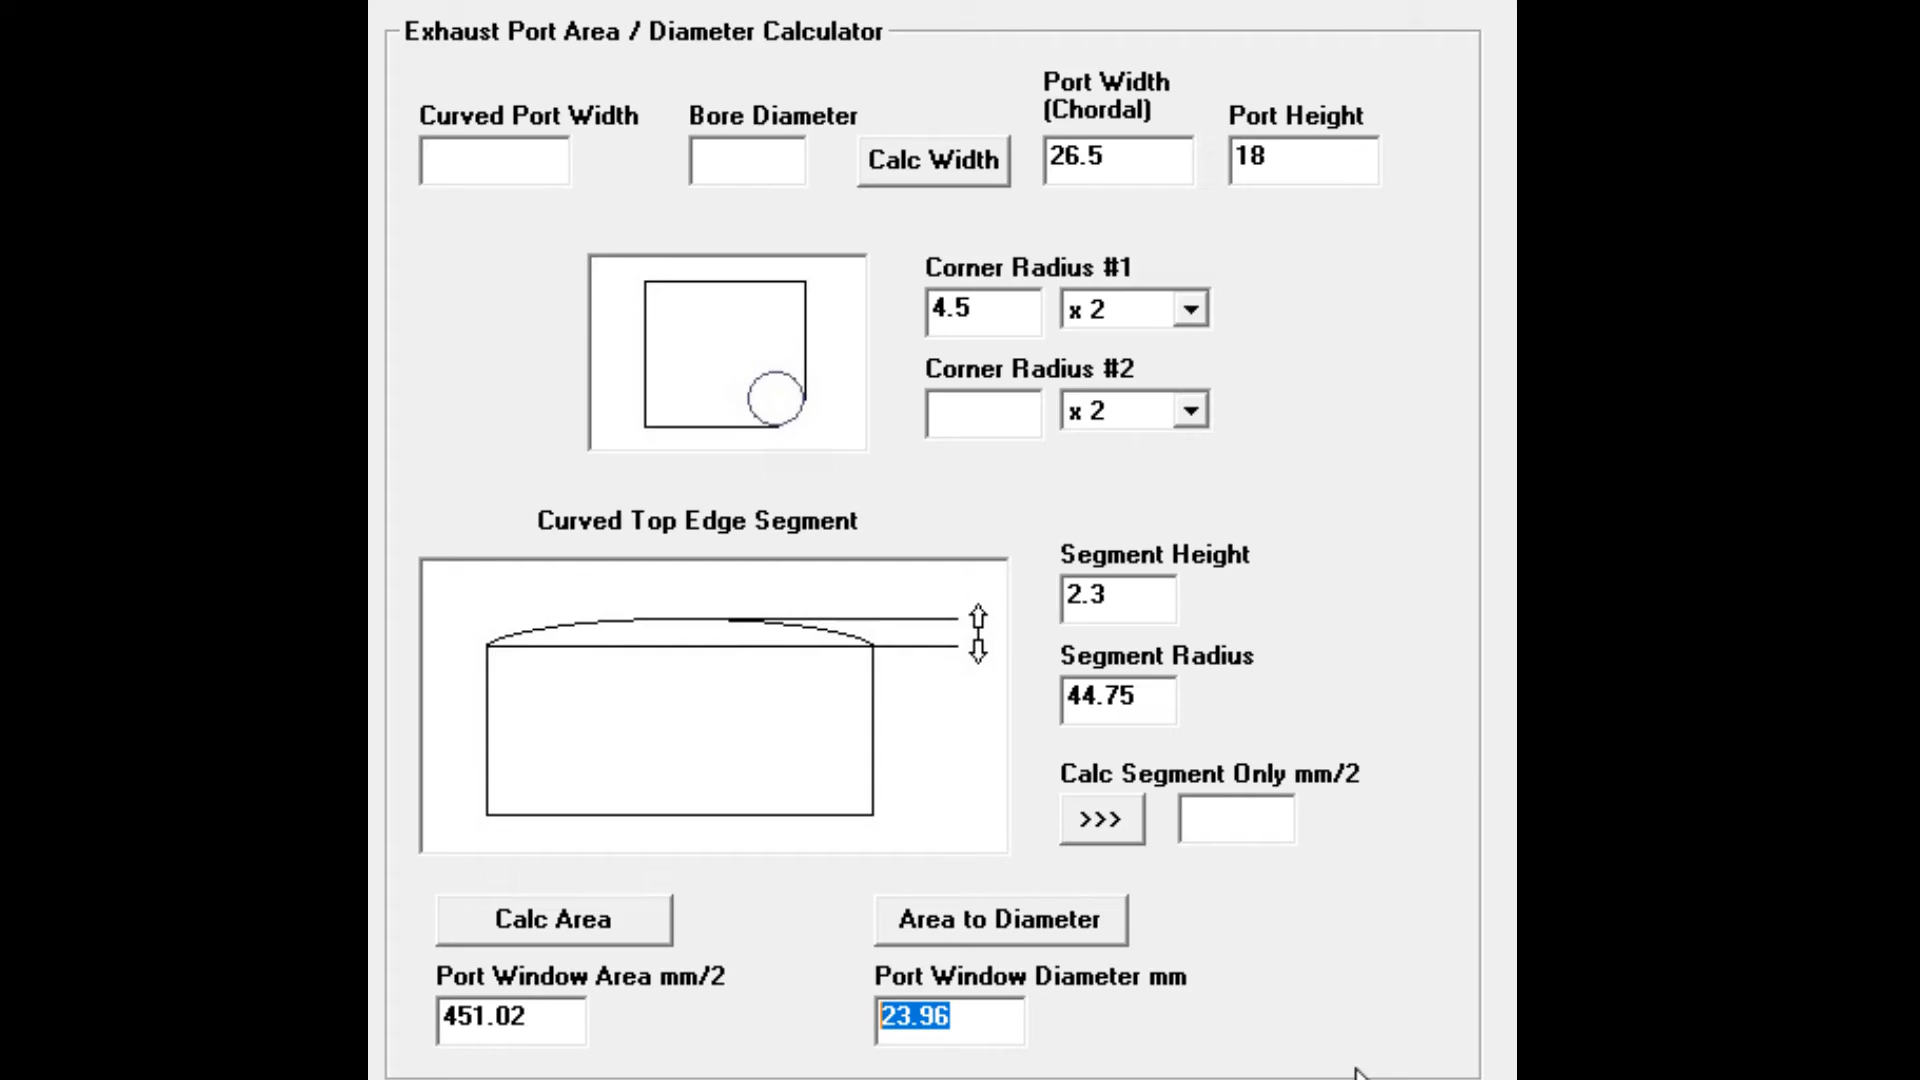 Exhaust Port Area / Diameter Calculator
Curved Port Width
Bore Diameter
Calc Width
Port Width
(Chordal)
26.5
Port Height
18
Corner Radius #1
4.5
x 2
Corner Radius #2
x 2
Curved Top Edge Segment
Segment Height
2.3
Segment Radius
44.75
Calc Segment Only mm/2
>>>
Calc Area
Area to Diameter
Port Window Area mm/2
451.02
Port Window Diameter mm
23.96